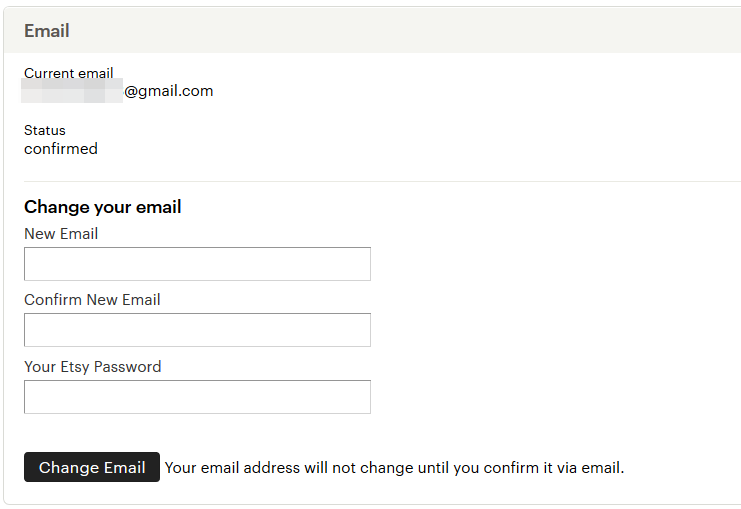 Email
Current email
@gmail.com
Status
confirmed
Change your email
New Email
Confirm New Email
Your Etsy Password
Change Email Your email address will not change until you confirm it via email.